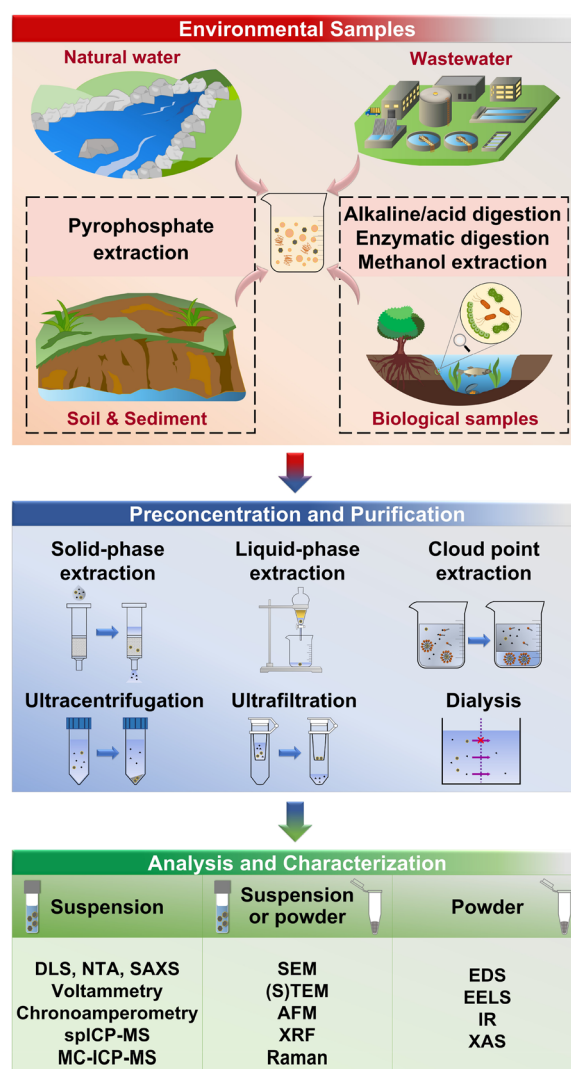 Environmental Samples
Natural water
Wastewater
Pyrophosphate
extraction
Alkaline/acid digestion
Enzymatic digestion
Methanol extraction
Soil & Sediment
Biological samples
Preconcentration and Purification
Solid-phase
extraction
Liquid-phase
extraction
Cloud point
extraction
Ultracentrifugation
Ultrafiltration
Dialysis
Analysis and Characterization
Suspension
Suspension
or powder
Powder
DLS, NTA, SAXS
Voltammetry
Chronoamperometry
spICP-MS
MC-ICP-MS
SEM
(S)TEM
AFM
XRF
Raman
EDS
EELS
IR
XAS